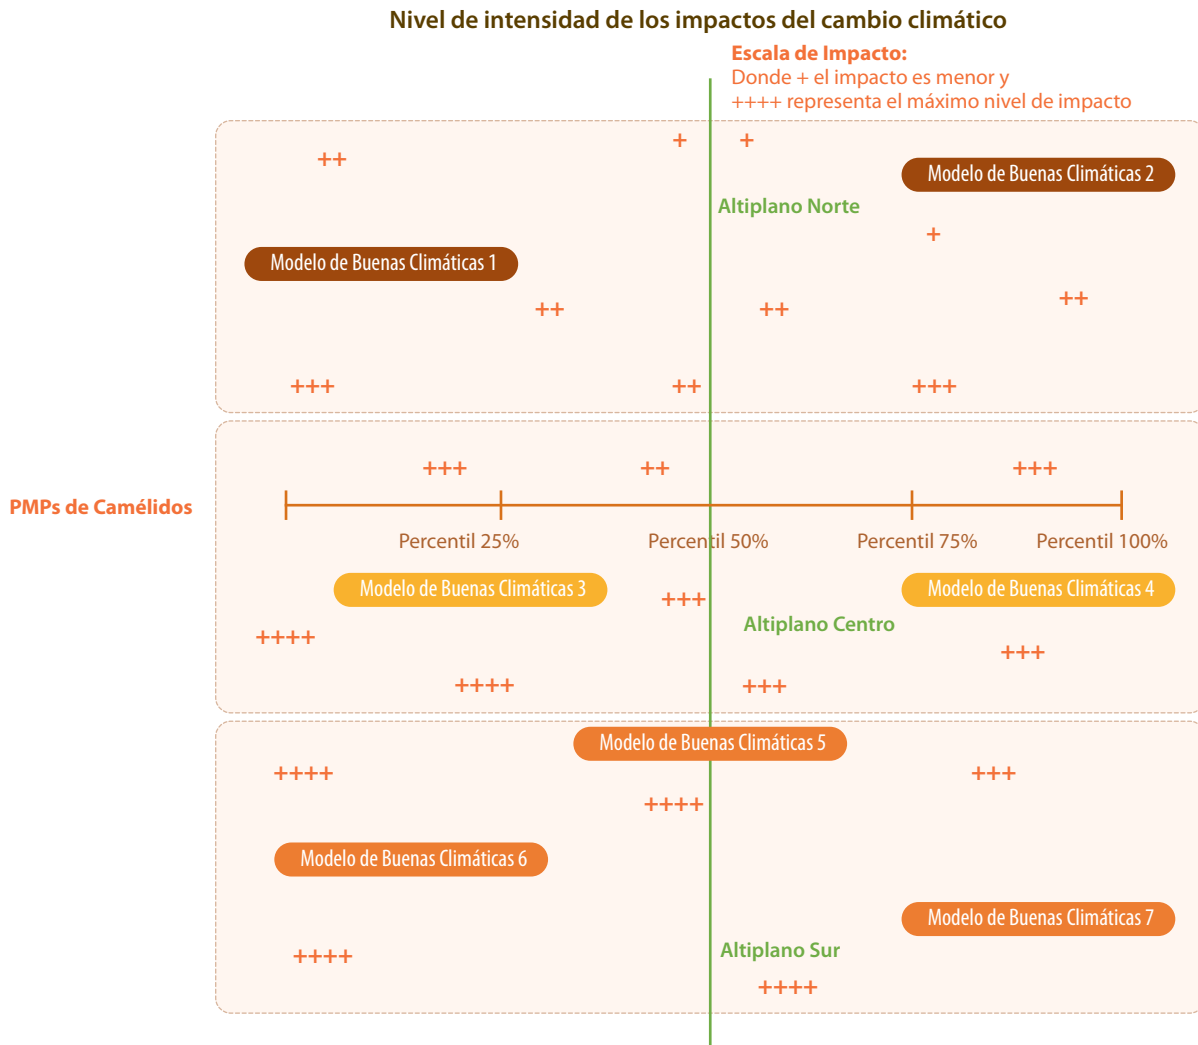 Nivel de intensidad de los impactos del cambio climático
Escala de Impacto:
Donde + el impacto es menor y
++++ representa el máximo nivel de impacto
+ +
++
Modelo de Buenas Climáticas 2
Altiplano Norte
+
Modelo de Buenas Climáticas 1
++
++ ++
+++ ++ +++
+++ ++ +++
PMPs de Camélidos
Percentil 25% Percentil 50% Percentil 75% Percentil 100%
Modelo de Buenas Climáticas 3 Modelo de Buenas Climáticas 4
+++
Altiplano Centro
++++
+++
++++ +++
Modelo de Buenas Climáticas 5
++++ +++
++++
Modelo de Buenas Climáticas 6
Modelo de Buenas Climáticas 7
Altiplano Sur
++++
++++